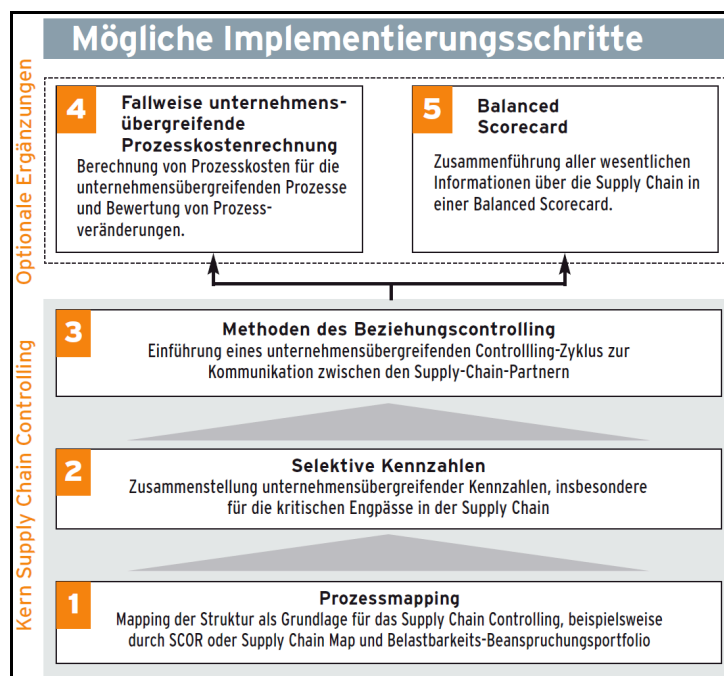 Mögliche Implementierungsschritte
Optionale Ergänzungen
4
Fallweise unternehmens-
übergreifende
Prozesskostenrechnung
Berechnung von Prozesskosten für die
unternehmensübergreifenden Prozesse
und Bewertung von Prozess-
veränderungen.
5
Balanced
Scorecard
Zusammenführung aller wesentlichen
Informationen über die Supply Chain in
einer Balanced Scorecard.
Kern Supply Chain Controlling
3
Methoden des Beziehungscontrolling
Einführung eines unternehmensübergreifenden Controllling-Zyklus zur
Kommunikation zwischen den Supply-Chain-Partnern
2
Selektive Kennzahlen
Zusammenstellung unternehmensübergreifender Kennzahlen, insbesondere
für die kritischen Engpässe in der Supply Chain
1
Prozessmapping
Mapping der Struktur als Grundlage für das Supply Chain Controlling, beispielsweise
durch SCOR oder Supply Chain Map und Belastbarkeits-Beanspruchungsportfolio